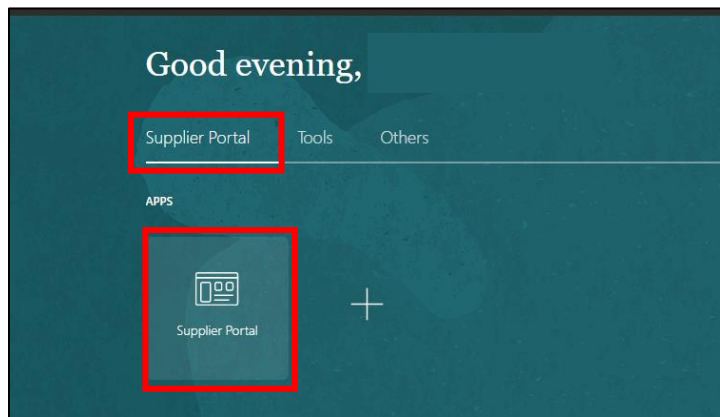 Good evening,
Supplier Portal Tools Others
APPS
Supplier Portal